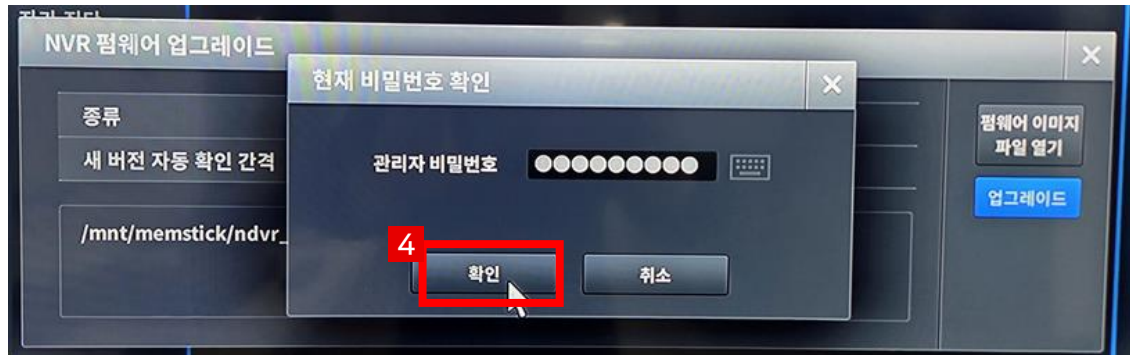 NVR 펌웨어 업그레이드
현재 비밀번호 확인
종류
새 버전 자동 확인 간격
관리자 비밀번호
펌웨어 이미지
파일 열기
업그레이드
/mnt/memstick/ndvr_
4
확인
취소